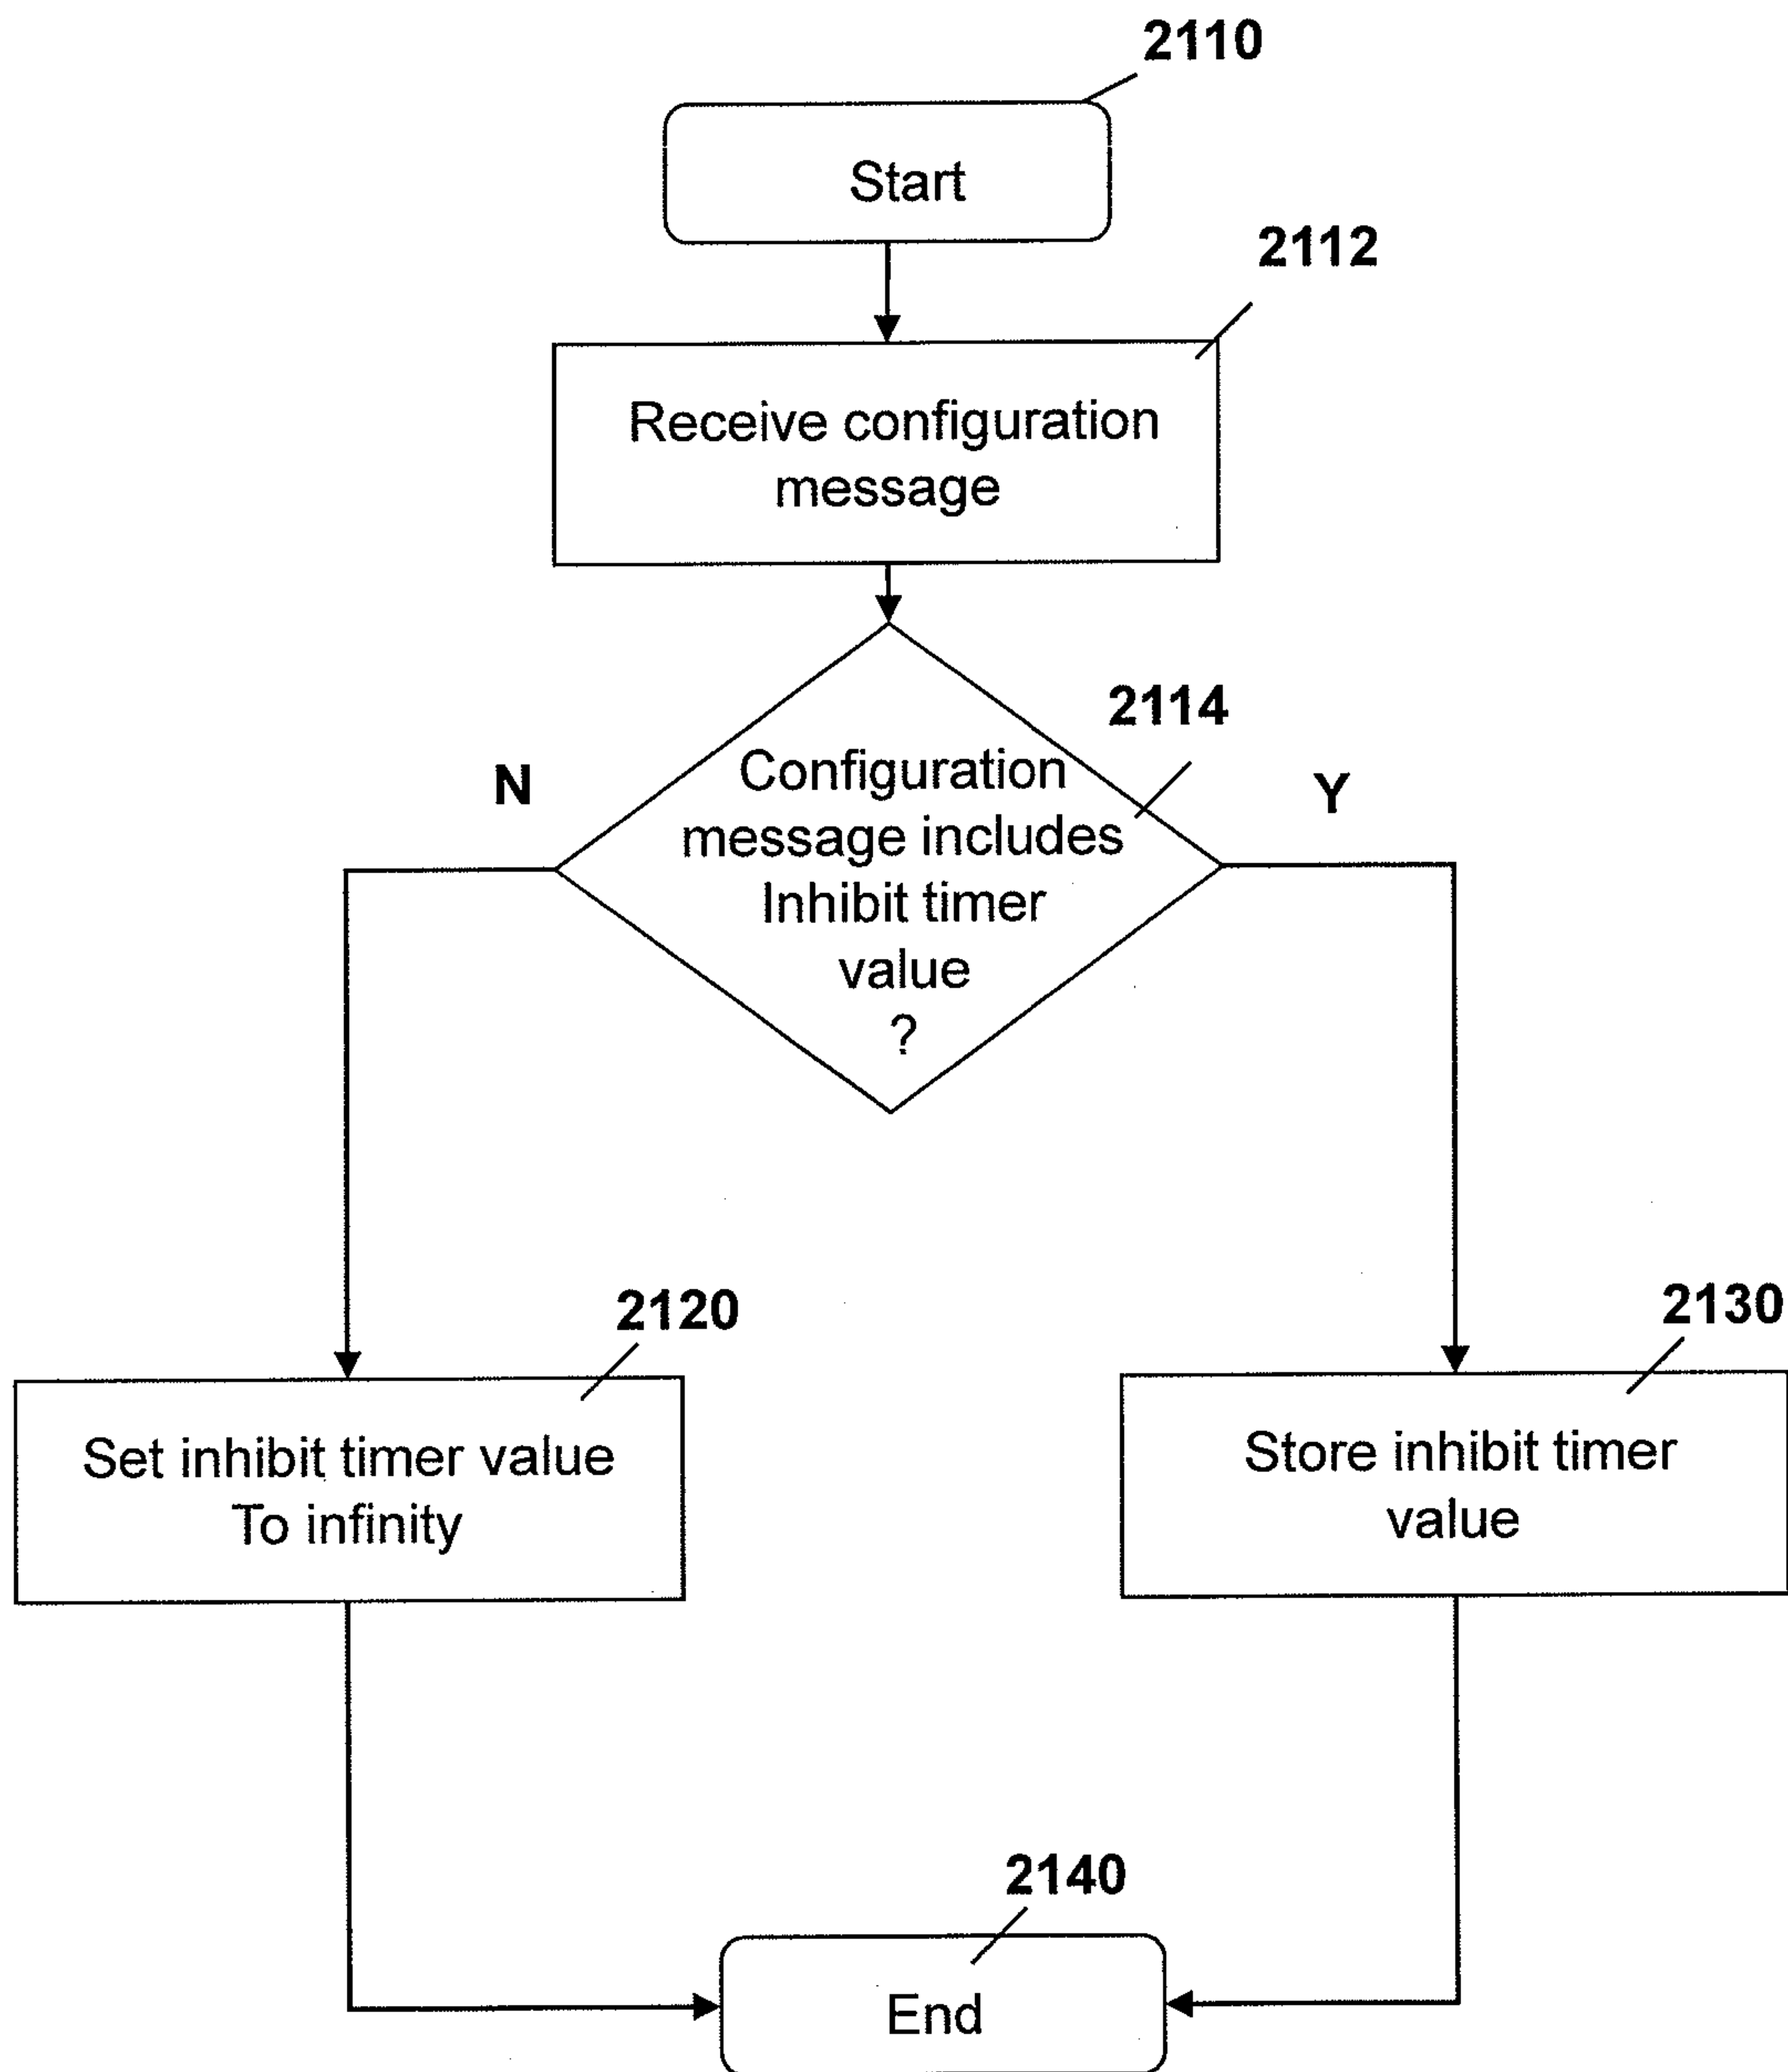 2110
Start
2112
Receive configuration
message
2114
N
Y
Configuration
message includes
Inhibit timer
value
?
2120
2130
Set inhibit timer value
To infinity
Store inhibit timer
value
2140
End